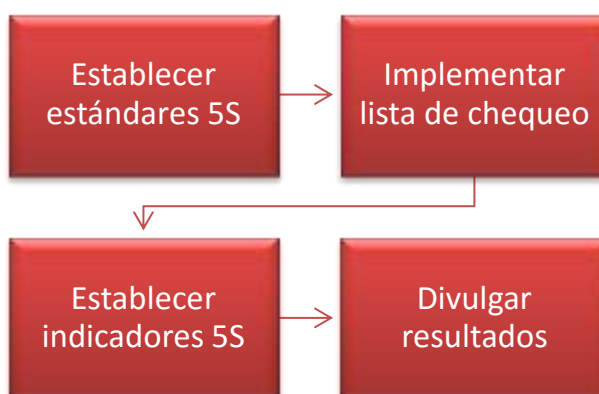 Establecer
estándares 5S
Implementar
lista de chequeo
Establecer
indicadores 5S
Divulgar
resultados